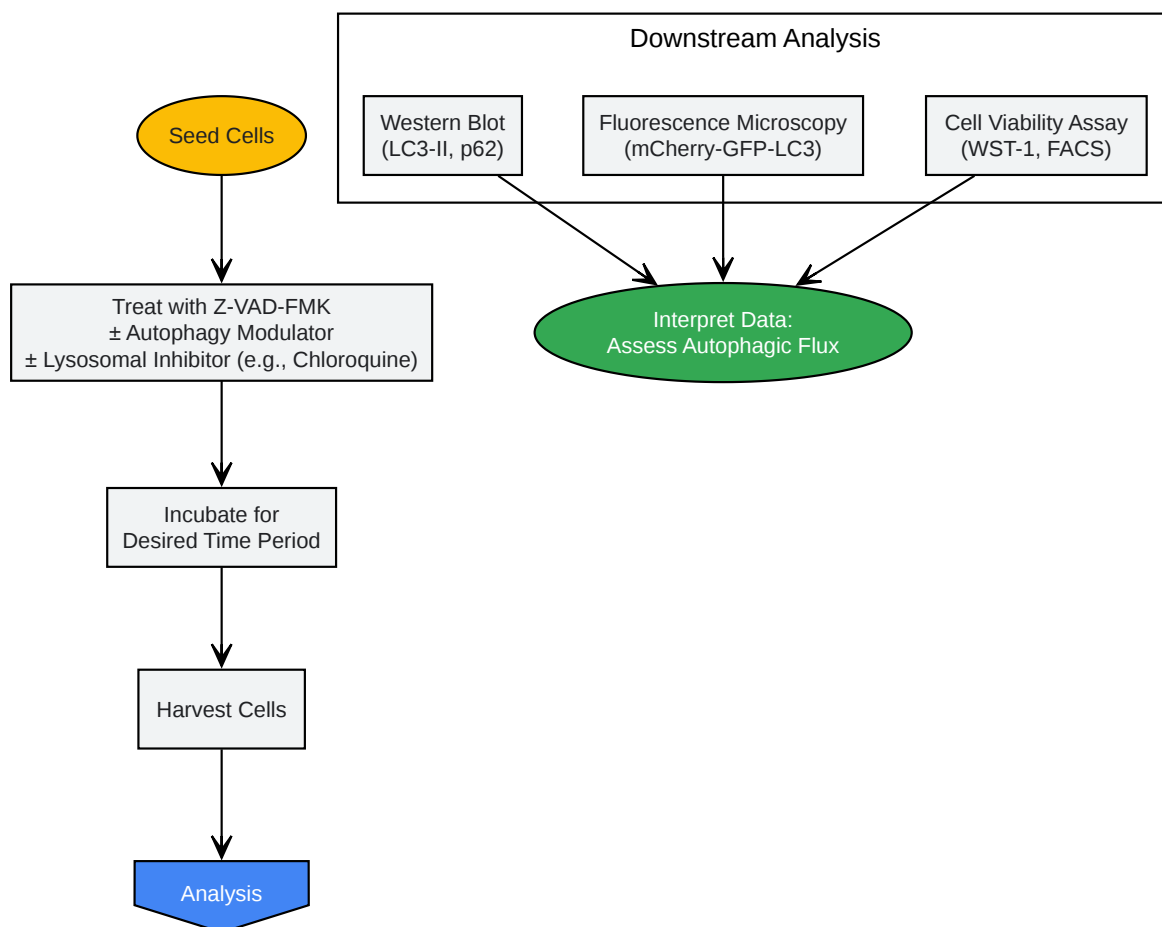 Downstream Analysis
Seed Cells
Western Blot
(LC3-II, p62)
Fluorescence Microscopy
(mCherry-GFP-LC3)
Cell Viability Assay
(WST-1, FACS)
Treat with Z-VAD-FMK
± Autophagy Modulator
± Lysosomal Inhibitor (e.g., Chloroquine)
Interpret Data:
Assess Autophagic Flux
Incubate for
Desired Time Period
Harvest Cells
Analysis